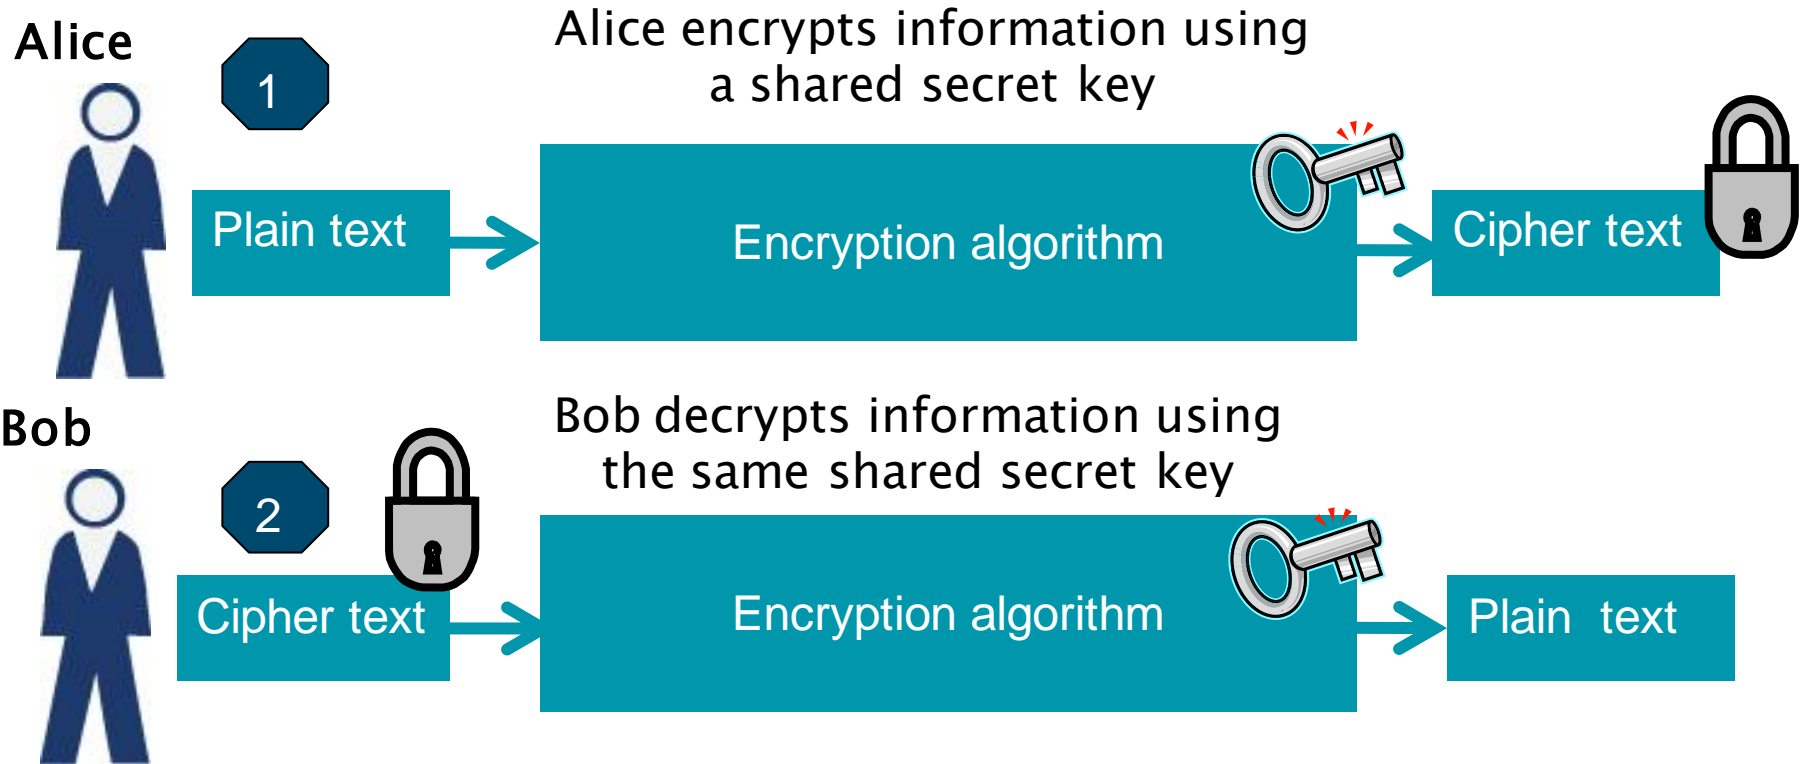 Alice
1
Alice encrypts information using
a shared secret key
Plain text
Encryption algorithm
Cipher text
Bob
2
Bob decrypts information using
the same shared secret key
Cipher text
Encryption algorithm
Plain text